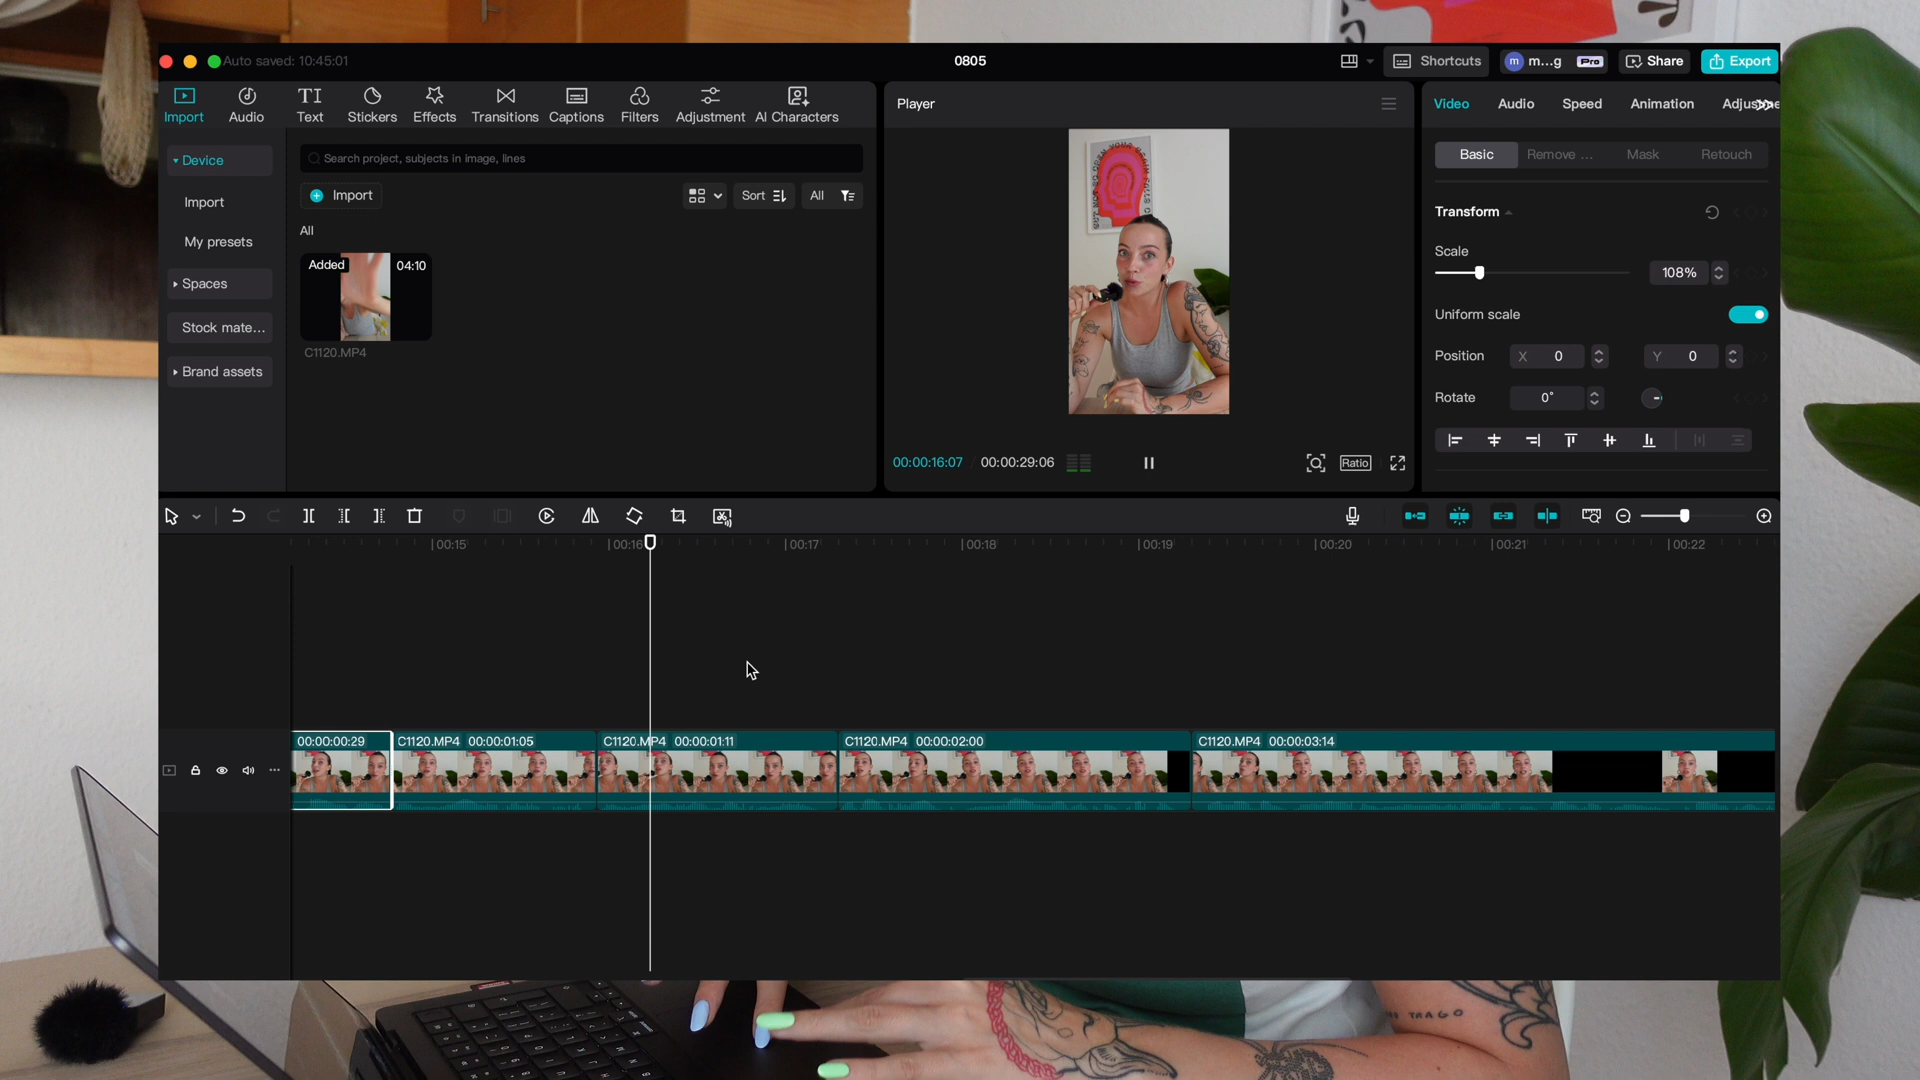 Auto saved: 10:45:01
0805
Shortcuts
m
m...g
Pro
Share
Export
Import
Audio
TI
Text
Stickers
Effects
Transitions
Captions
Filters
Adjustment
AI Characters
Device
Import
My presets
Spaces
Stock mate...
Brand assets
Search project, subjects in image, lines
Import
Sort
All
All
Added
04:10
C1120.MP4
Player
00:00:16:07
00:00:29:06
Ratio
Video
Audio
Speed
Animation
Basic
Remove ...
Mask
Retouch
Transform
Scale
108%
Uniform scale
Position
X 0
Y 0
Rotate
0°
00:15
00:16
00:17
00:18
00:19
00:20
00:21
00:22
00:00:00:29
C1120.MP4 00:00:01:05
C1120.MP4 00:00:01:11
C1120.MP4 00:00:02:00
C1120.MP4 00:00:03:14
TRAGO